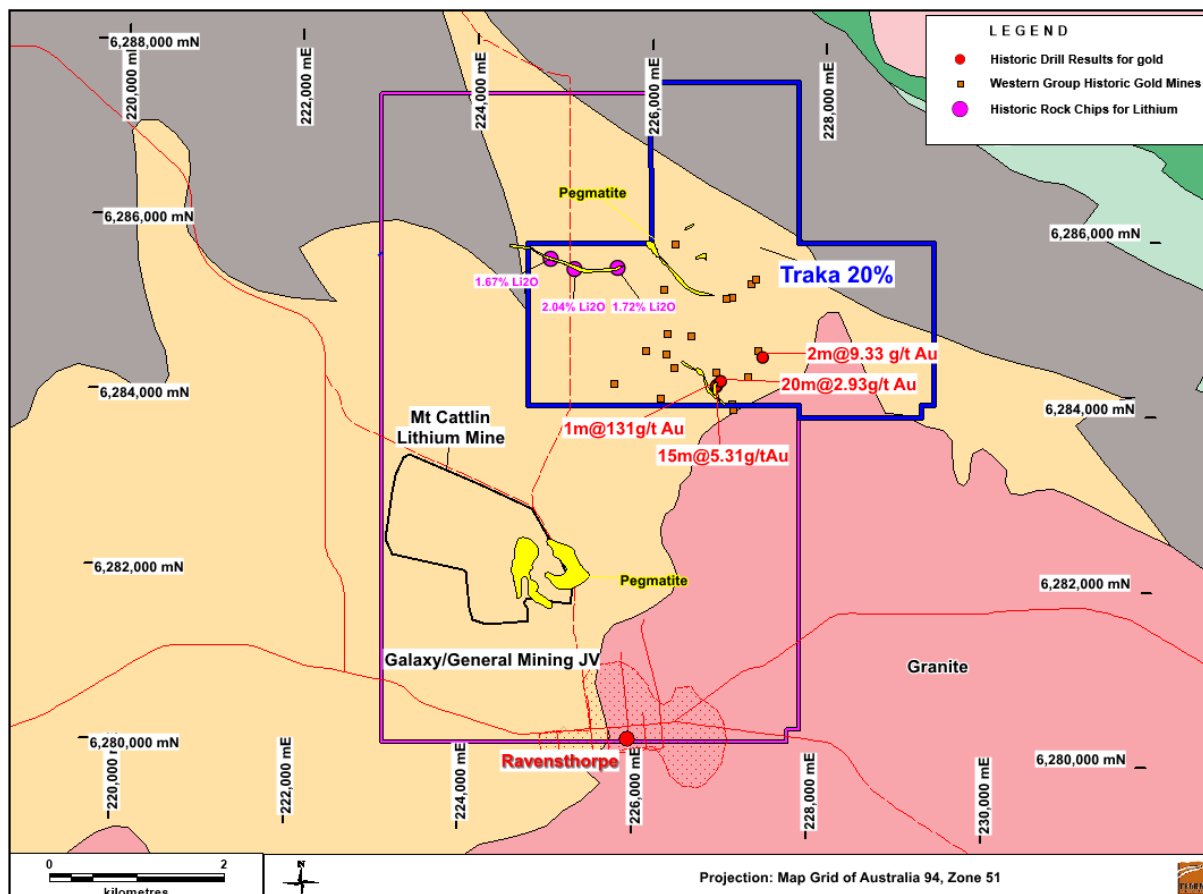 6,288,000 mN
220,000 mE
222,000 mE
224,000 mE
226,000 mE
228,000 mE
LEGEND
Historic Drill Results for gold
Western Group Historic Gold Mines
Historic Rock Chips for Lithium
Pegmatite
6,286,000 mN
6,286,000 mN
Traka 20%
1.67% Li2O
2.04% Li2O
1.72% Li2O
2m@9.33 g/t Au
20m@2.93g/t Au
6,284,000 mN
6,284,000 mN
Mt Cattlin
Lithium Mine
1m@131g/t Au
15m@5.31g/tAu
6,282,000 mN
6,282,000 mN
Pegmatite
Galaxy/General Mining JV
Granite
6,280,000 mN
6,280,000 mN
Ravensthorpe
220,000 mE
222,000 mE
224,000 mE
226,000 mE
228,000 mE
230,000 mE
0 2
kilometres
N
Projection: Map Grid of Australia 94, Zone 51